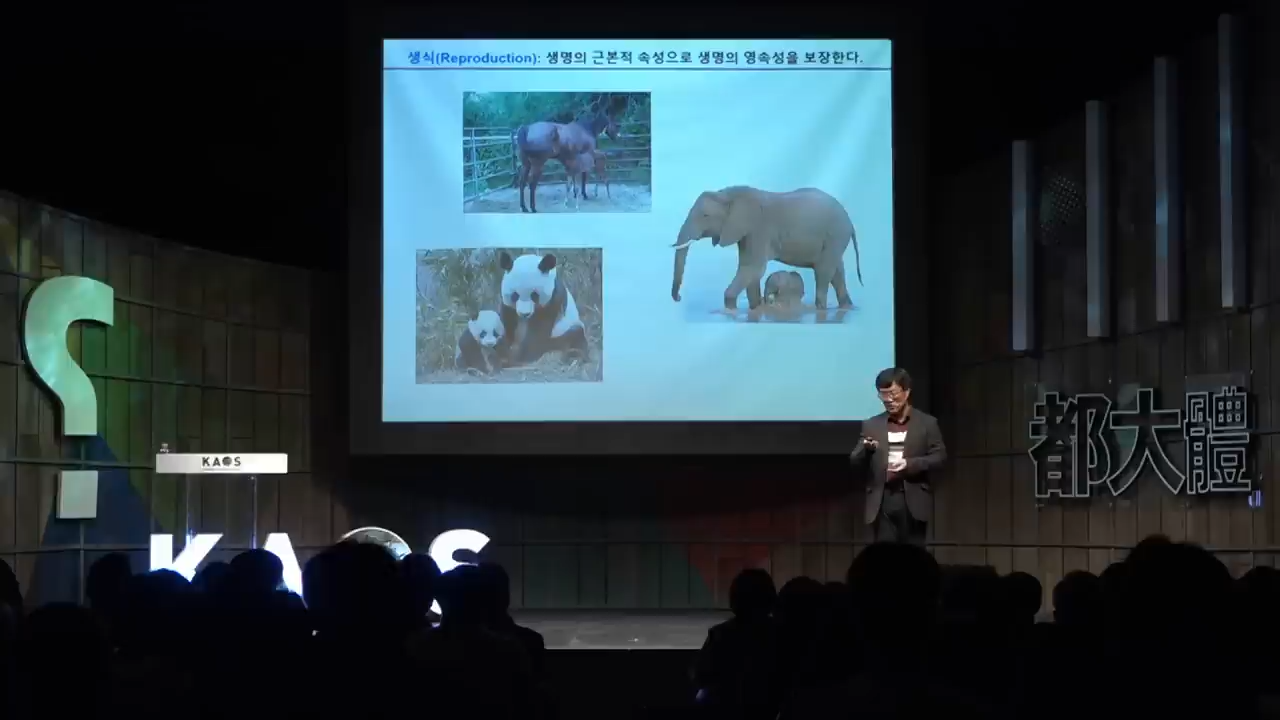 생식(Reproduction): 생명의 근본적 속성으로 생명의 영속성을 보장한다.
都大體
KAOS
KAOS